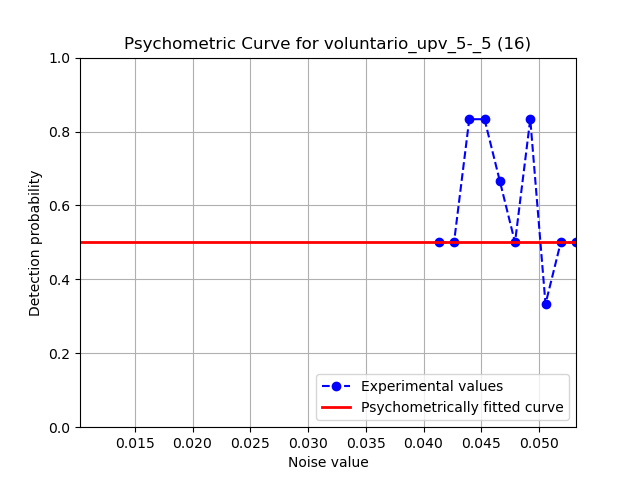 Psychometric Curve for voluntario_upv_5-_5 (16)
1.0
0.8
0.6
0.4
0.2
0.0
Detection probability
Experimental values
Psychometrically fitted curve
0.015 0.020 0.025 0.030 0.035 0.040 0.045 0.050
Noise value